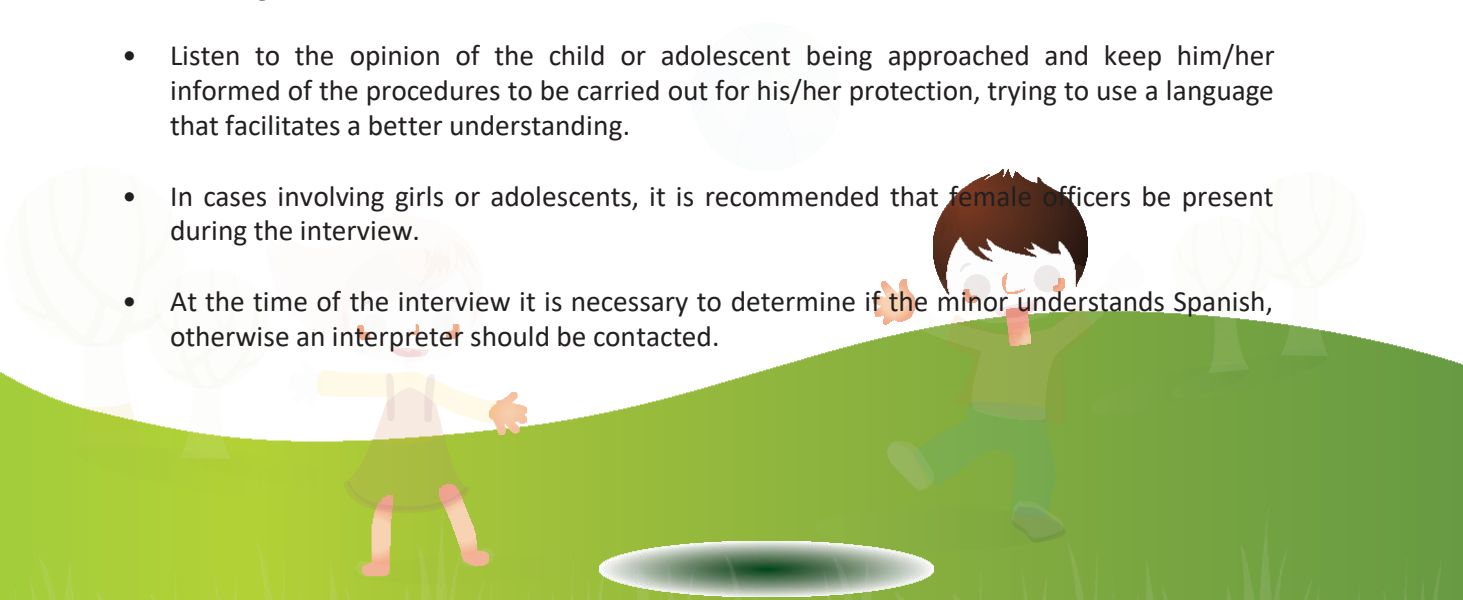 • Listen to the opinion of the child or adolescent being approached and keep him/her
informed of the procedures to be carried out for his/her protection, trying to use a language
that facilitates a better understanding.
• In cases involving girls or adolescents, it is recommended that female officers be present
during the interview.
• At the time of the interview it is necessary to determine if the minor understands Spanish,
otherwise an interpreter should be contacted.